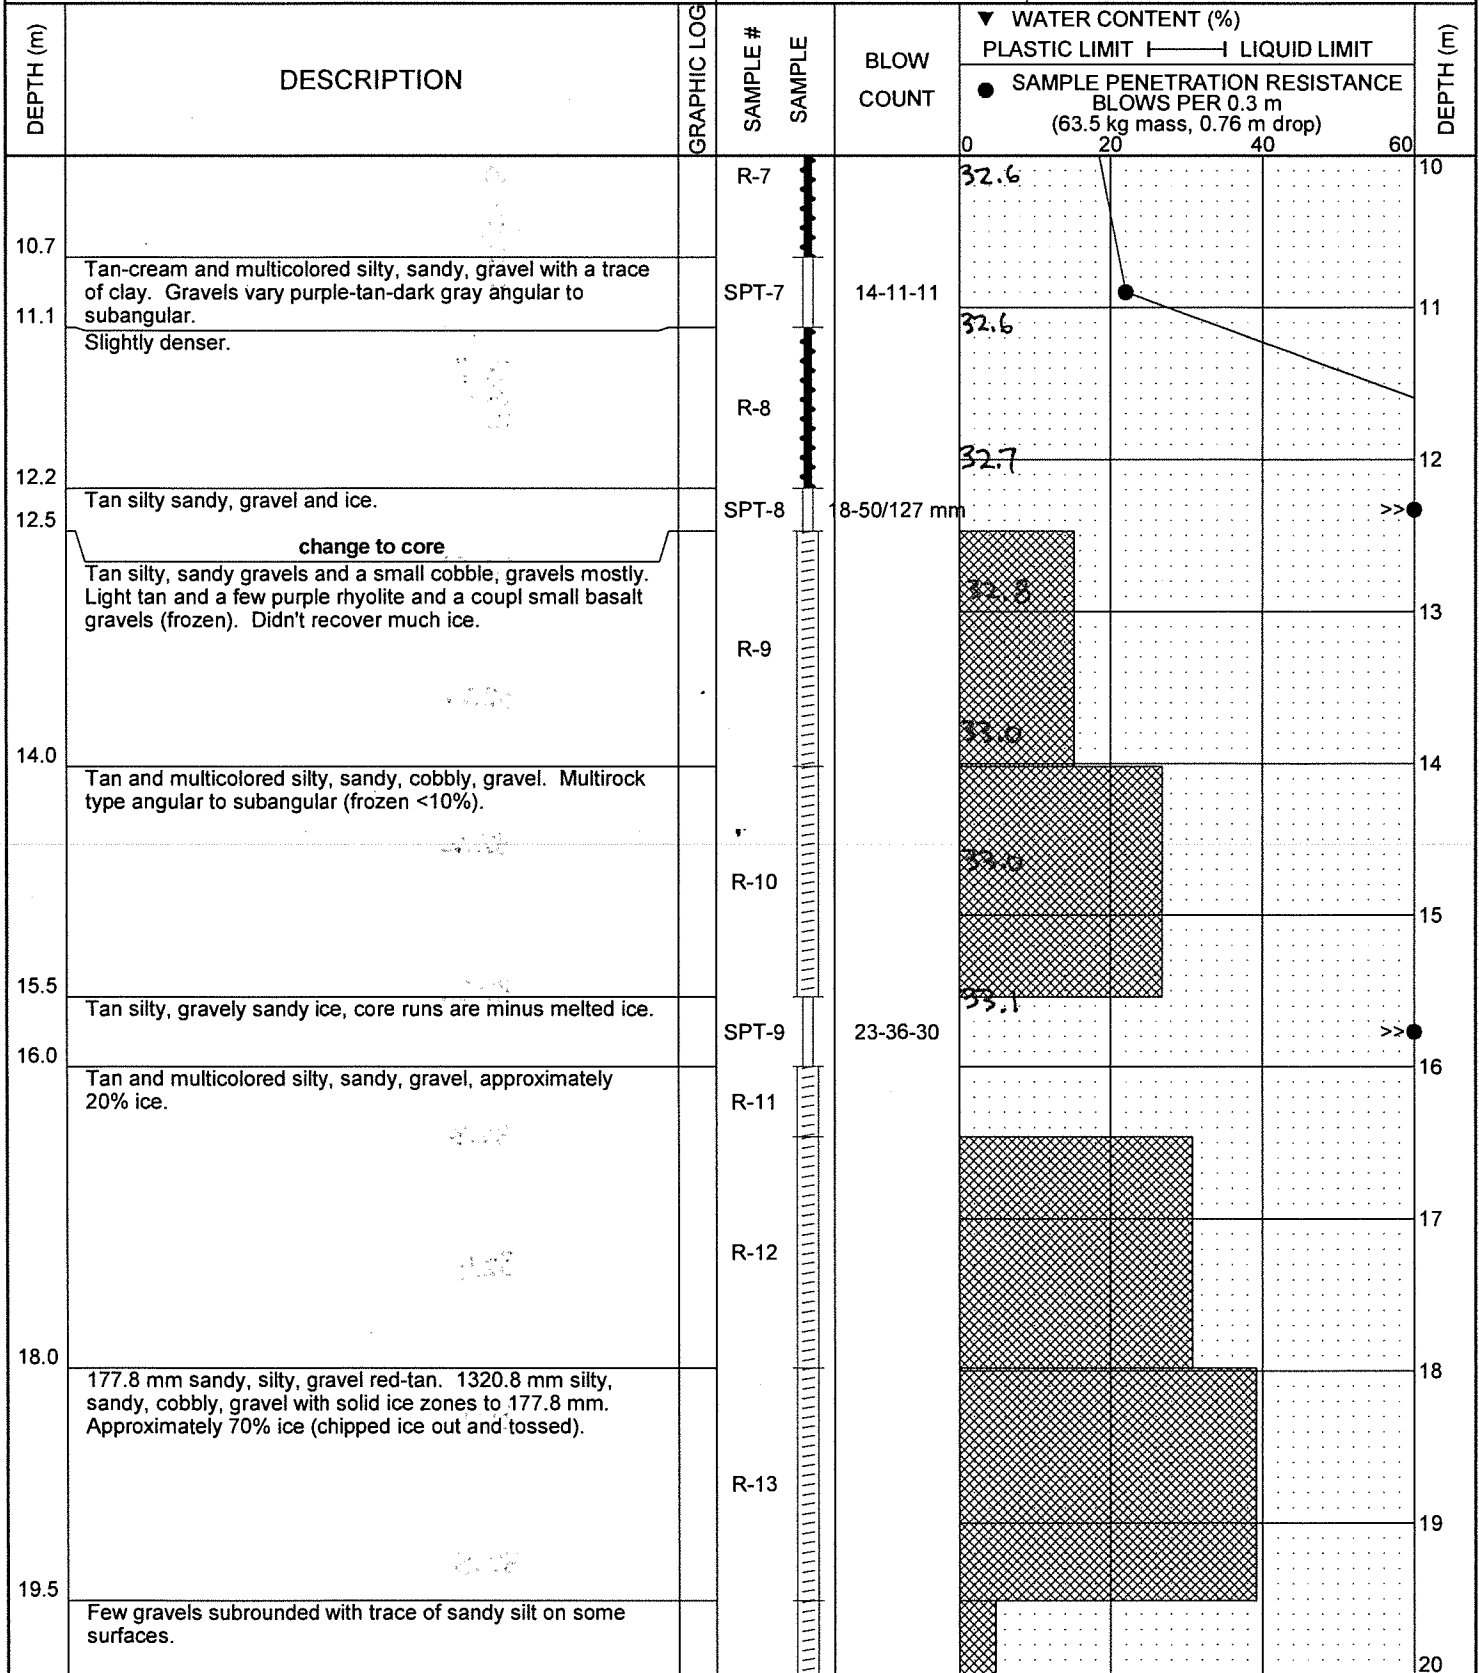 DEPTH (m)
DESCRIPTION
GRAPHIC LOG
SAMPLE #
SAMPLE
BLOW
COUNT
▼ WATER CONTENT (%)
PLASTIC LIMIT LIQUID LIMIT
● SAMPLE PENETRATION RESISTANCE
BLOWS PER 0.3 m
(63.5 kg mass, 0.76 m drop)
0 20 40 60
DEPTH (m)
10
R-7
32.6
10.7
Tan-cream and multicolored silty, sandy, gravel with a trace
of clay. Gravels vary purple-tan-dark gray angular to
subangular.
SPT-7
14-11-11
11.1
11
32.6
Slightly denser.
R-8
32.7
12
12.2
Tan silty sandy, gravel and ice.
SPT-8
18-50/127 mm
>>
12.5
change to core
Tan silty, sandy gravels and a small cobble, gravels mostly.
Light tan and a few purple rhyolite and a coupl small basalt
gravels (frozen). Didn't recover much ice.
32.8
13
R-9
33.0
14.0
14
Tan and multicolored silty, sandy, cobbly, gravel. Multirock
type angular to subangular (frozen <10%).
33.0
R-10
15
15.5
33.1
Tan silty, gravely sandy ice, core runs are minus melted ice.
SPT-9
23-36-30
>>
16.0
16
Tan and multicolored silty, sandy, gravel, approximately
20% ice.
R-11
17
R-12
18.0
18
177.8 mm sandy, silty, gravel red-tan. 1320.8 mm silty,
sandy, cobbly, gravel with solid ice zones to 177.8 mm.
Approximately 70% ice (chipped ice out and tossed).
R-13
19
19.5
Few gravels subrounded with trace of sandy silt on some
surfaces.
20